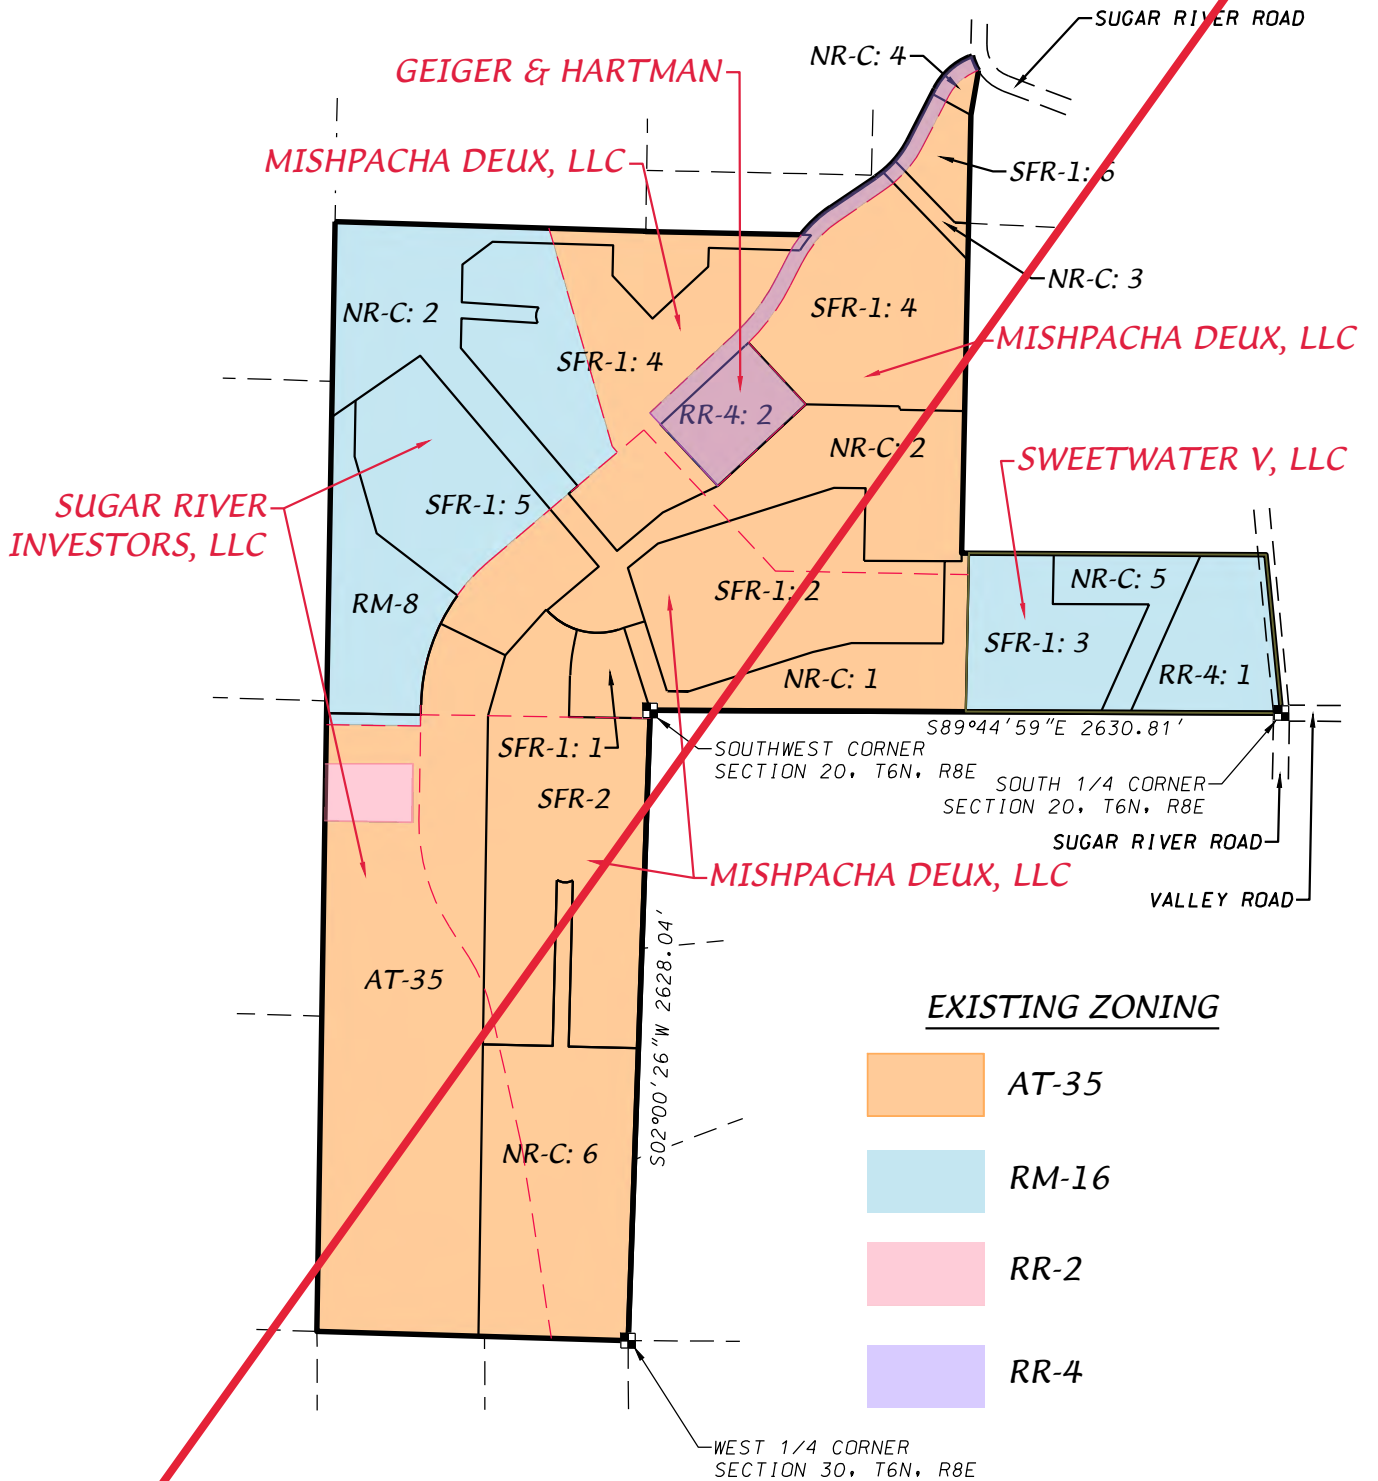 SUGAR RIVER ROAD
NR-C: 4
GEIGER & HARTMAN
MISHPACHA DEUX, LLC
SFR-1: 6
NR-C: 3
NR-C: 2
SFR-1: 4
MISHPACHA DEUX, LLC
SFR-1: 4
RR-4: 2
NR-C: 2
SWEETWATER V, LLC
SUGAR RIVER
INVESTORS, LLC
SFR-1: 5
NR-C: 5
RM-8
SFR-1: 2
SFR-1: 3
RR-4: 1
NR-C: 1
S89°44'59"E 2630.81'
SFR-1: 1
SOUTHWEST CORNER
SECTION 20, T6N, R8E
SOUTH 1/4 CORNER
SECTION 20, T6N, R8E
SFR-2
SUGAR RIVER ROAD
MISHPACHA DEUX, LLC
VALLEY ROAD
S02°00'26"W 2628.04'
AT-35
NR-C: 6
EXISTING ZONING
AT-35
RM-16
RR-2
RR-4
WEST 1/4 CORNER
SECTION 30, T6N, R8E